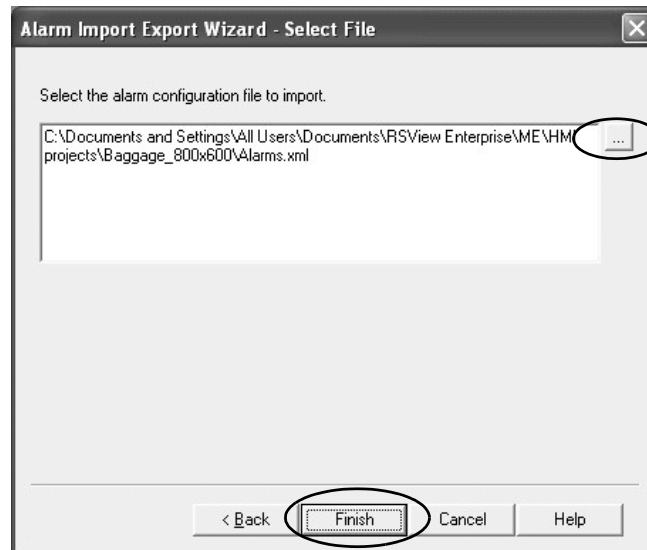 Alarm Import Export Wizard - Select File
Select the alarm configuration file to import.
C:\Documents and Settings\All Users\Documents\RSView Enterprise\ME\HMI
projects\Baggage_800x600\Alarms.xml
...
< Back
Finish
Cancel
Help